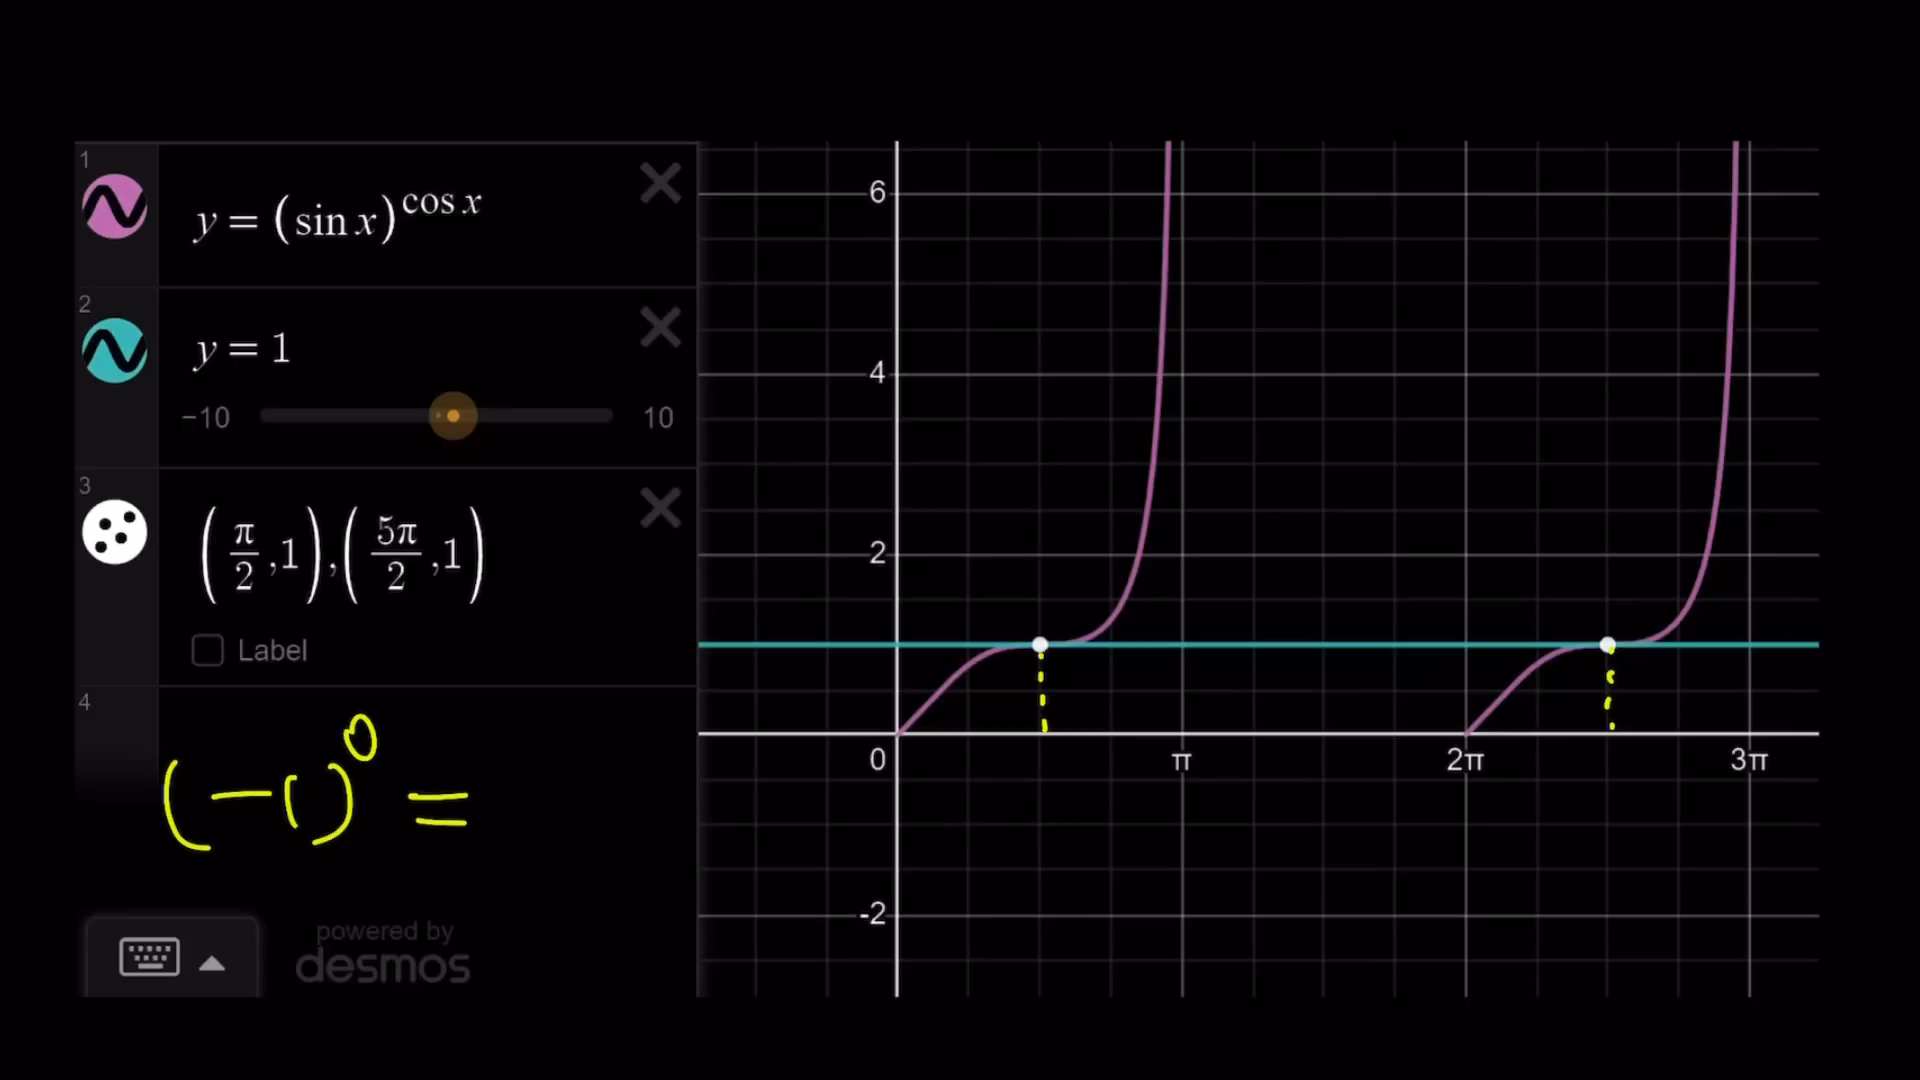 1
y = (sin x)^cos x
2
y = 1
−10 10
3
(π/2, 1), (5π/2, 1)
Label
4
(−1)^0 =
powered by
desmos
6
4
2
0 π 2π 3π
-2